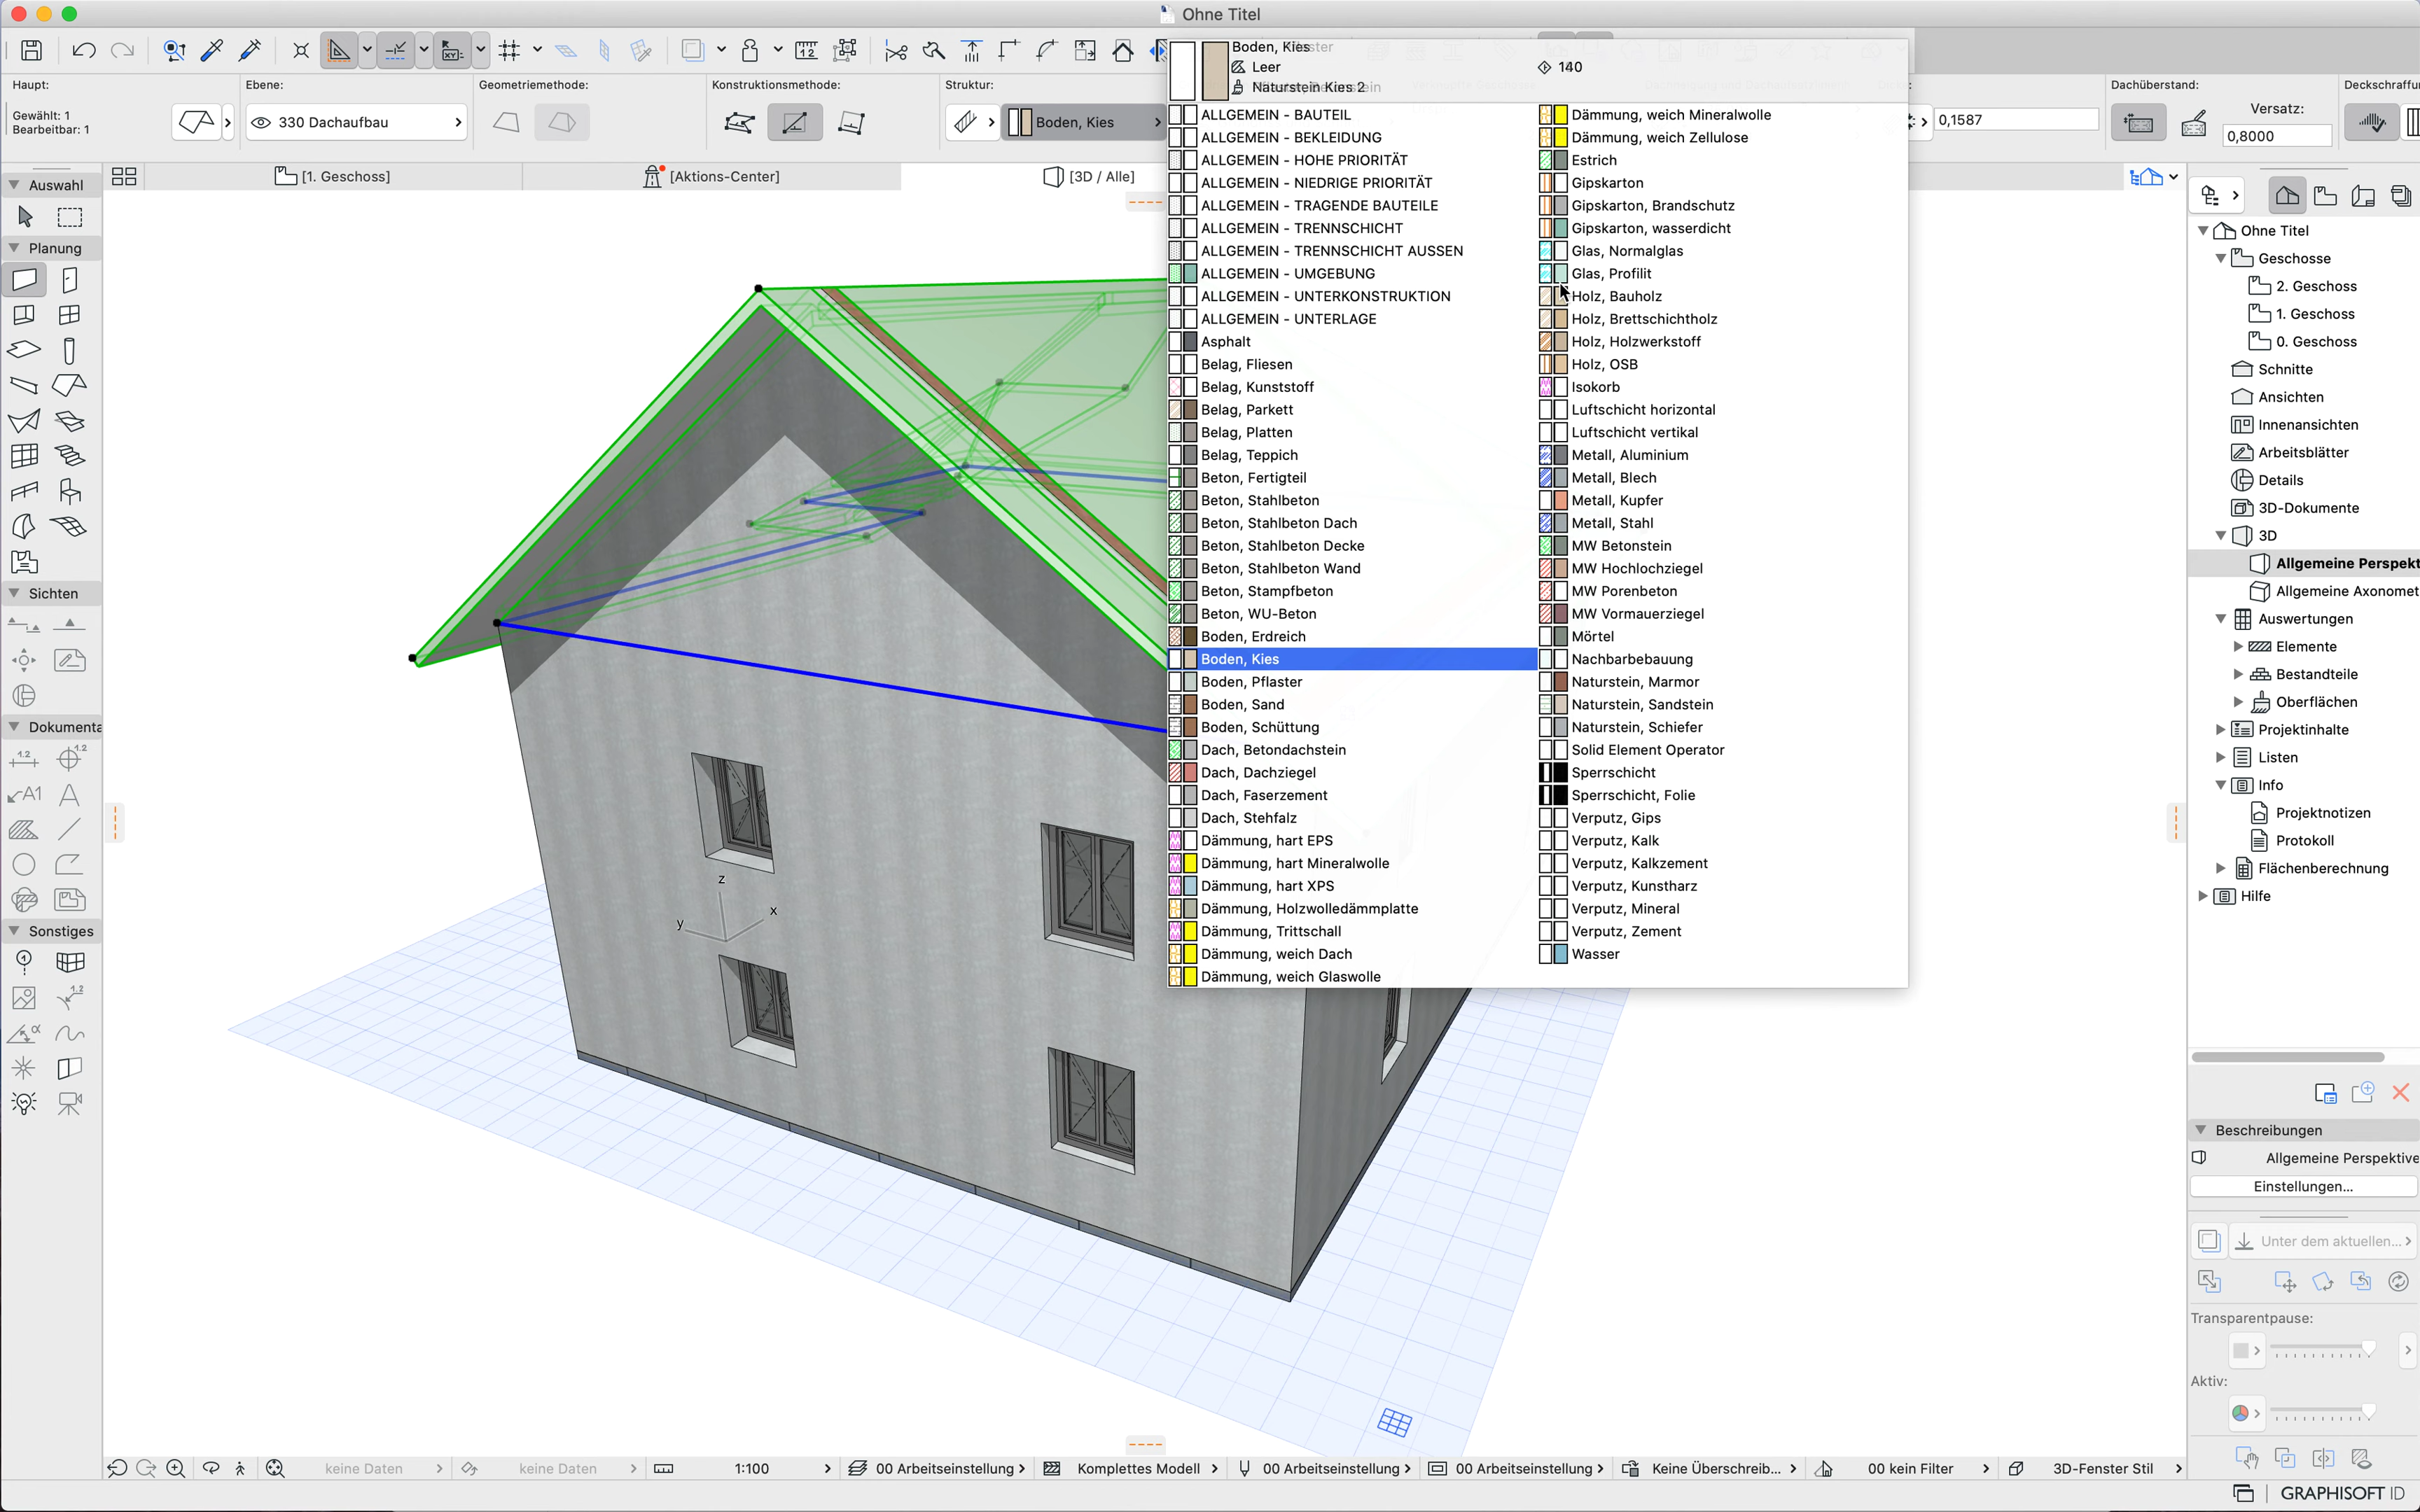 Ohne Titel
Haupt:
Gewählt: 1
Bearbeitbar: 1
Ebene:
330 Dachaufbau
Geometriemethode:
Konstruktionsmethode:
Struktur:
Boden, Kies
0,1587
Dachüberstand:
Versatz:
0,8000
Deckschraffu
[1. Geschoss]
[Aktions-Center]
[3D / Alle]
Boden, Kies
Leer
140
Naturstein Kies 2
ALLGEMEIN - BAUTEIL
ALLGEMEIN - BEKLEIDUNG
ALLGEMEIN - HOHE PRIORITÄT
ALLGEMEIN - NIEDRIGE PRIORITÄT
ALLGEMEIN - TRAGENDE BAUTEILE
ALLGEMEIN - TRENNSCHICHT
ALLGEMEIN - TRENNSCHICHT AUSSEN
ALLGEMEIN - UMGEBUNG
ALLGEMEIN - UNTERKONSTRUKTION
ALLGEMEIN - UNTERLAGE
Asphalt
Belag, Fliesen
Belag, Kunststoff
Belag, Parkett
Belag, Platten
Belag, Teppich
Beton, Fertigteil
Beton, Stahlbeton
Beton, Stahlbeton Dach
Beton, Stahlbeton Decke
Beton, Stahlbeton Wand
Beton, Stampfbeton
Beton, WU-Beton
Boden, Erdreich
Boden, Kies
Boden, Pflaster
Boden, Sand
Boden, Schüttung
Dach, Betondachstein
Dach, Dachziegel
Dach, Faserzement
Dach, Stehfalz
Dämmung, hart EPS
Dämmung, hart Mineralwolle
Dämmung, hart XPS
Dämmung, Holzwolledämmplatte
Dämmung, Trittschall
Dämmung, weich Dach
Dämmung, weich Glaswolle
Dämmung, weich Mineralwolle
Dämmung, weich Zellulose
Estrich
Gipskarton
Gipskarton, Brandschutz
Gipskarton, wasserdicht
Glas, Normalglas
Glas, Profilit
Holz, Bauholz
Holz, Brettschichtholz
Holz, Holzwerkstoff
Holz, OSB
Isokorb
Luftschicht horizontal
Luftschicht vertikal
Metall, Aluminium
Metall, Blech
Metall, Kupfer
Metall, Stahl
MW Betonstein
MW Hochlochziegel
MW Porenbeton
MW Vormauerziegel
Mörtel
Nachbarbebauung
Naturstein, Marmor
Naturstein, Sandstein
Naturstein, Schiefer
Solid Element Operator
Sperrschicht
Sperrschicht, Folie
Verputz, Gips
Verputz, Kalk
Verputz, Kalkzement
Verputz, Kunstharz
Verputz, Mineral
Verputz, Zement
Wasser
Auswahl
Planung
Sichten
Dokumenta
1.2
1.2
A1
A
Sonstiges
1
1.2
α
z
x
y
Ohne Titel
Geschosse
2. Geschoss
1. Geschoss
0. Geschoss
Schnitte
Ansichten
Innenansichten
Arbeitsblätter
Details
3D-Dokumente
3D
Allgemeine Perspekt
Allgemeine Axonomet
Auswertungen
Elemente
Bestandteile
Oberflächen
Projektinhalte
Listen
Info
Projektnotizen
Protokoll
Flächenberechnung
Hilfe
Beschreibungen
Allgemeine Perspektive
Einstellungen...
Unter dem aktuellen...
Transparentpause:
Aktiv:
keine Daten
keine Daten
1:100
00 Arbeitseinstellung
Komplettes Modell
00 Arbeitseinstellung
00 Arbeitseinstellung
Keine Überschreib...
00 kein Filter
3D-Fenster Stil
GRAPHISOFT ID